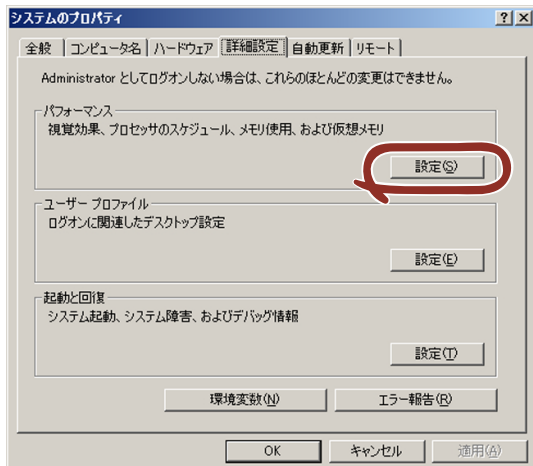 システムのプロパティ
全般 コンピュータ名 ハードウェア 詳細設定 自動更新 リモート
Administrator としてログオンしない場合は、これらのほとんどの変更はできません。
パフォーマンス
視覚効果、プロセッサのスケジュール、メモリ使用、および仮想メモリ
設定(S)
ユーザー プロファイル
ログオンに関連したデスクトップ設定
設定(E)
起動と回復
システム起動、システム障害、およびデバッグ情報
設定(T)
環境変数(N) エラー報告(R)
OK キャンセル 適用(A)